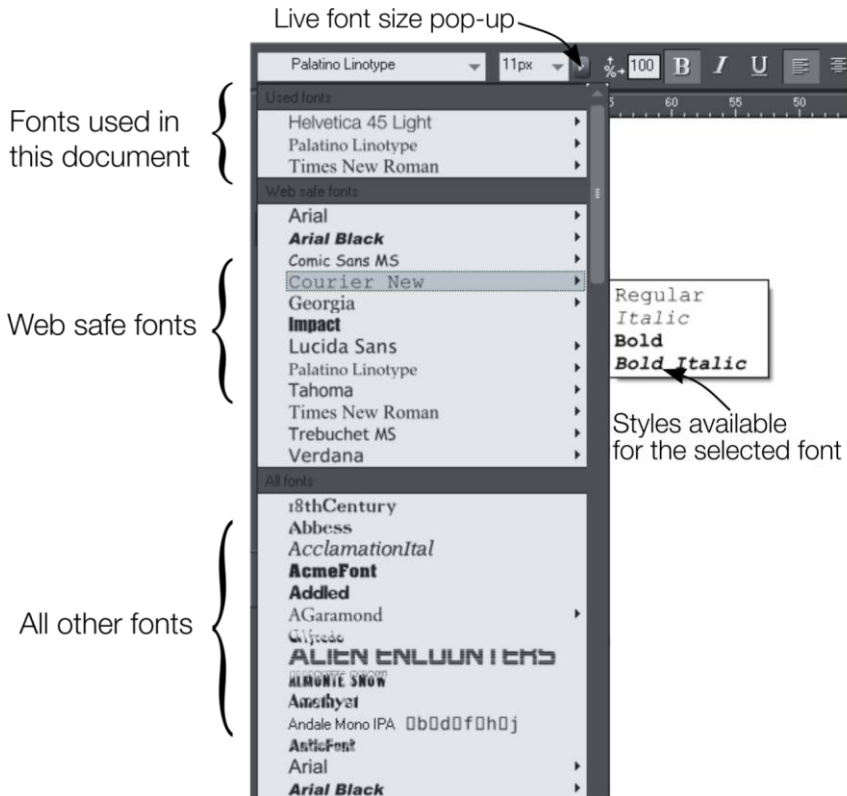 Live font size pop-up
Palatino Linotype 11px 100 B I U
60 55 50
Fonts used in
this document
Used fonts
Helvetica 45 Light
Palatino Linotype
Times New Roman
Web safe fonts
Web safe fonts
Arial
Arial Black
Comic Sans MS
Courier New
Georgia
Impact
Lucida Sans
Palatino Linotype
Tahoma
Times New Roman
Trebuchet MS
Verdana
Regular
Italic
Bold
Bold Italic
Styles available
for the selected font
All other fonts
All fonts
18thCentury
Abbess
AcclamationItal
AcmeFont
Addled
AGaramond
Alfredo
ALIEN ENCOUNTERS
ALMONTE SNOW
Amethyst
Andale Mono IPA
AnticFont
Arial
Arial Black